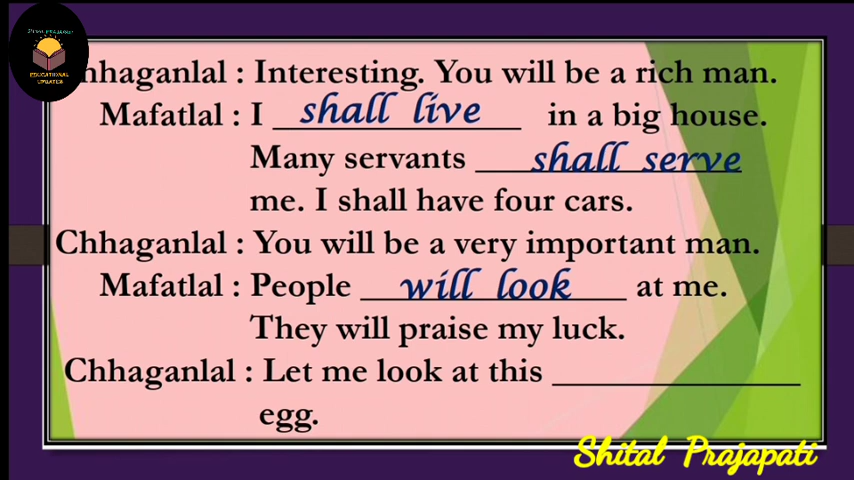 EDUCATIONAL
UPDATES
hhaganlal : Interesting. You will be a rich man.
Mafatlal : I shall live in a big house.
Many servants shall serve
me. I shall have four cars.
Chhaganlal : You will be a very important man.
Mafatlal : People will look at me.
They will praise my luck.
Chhaganlal : Let me look at this ______________
egg.
Shital Prajapati